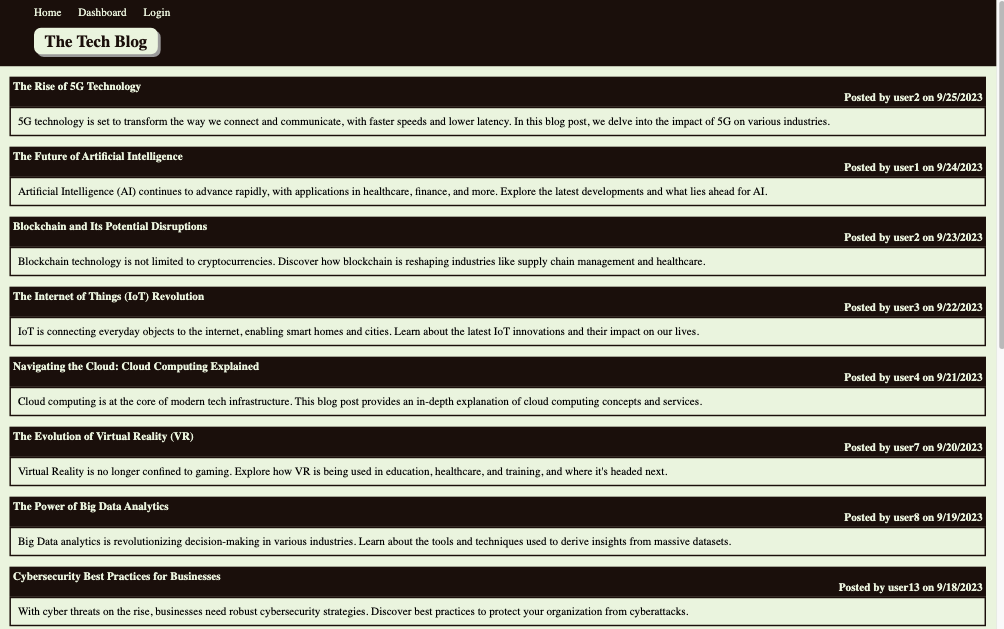 Home Dashboard Login
The Tech Blog
The Rise of 5G Technology
Posted by user2 on 9/25/2023
5G technology is set to transform the way we connect and communicate, with faster speeds and lower latency. In this blog post, we delve into the impact of 5G on various industries.
The Future of Artificial Intelligence
Posted by user1 on 9/24/2023
Artificial Intelligence (AI) continues to advance rapidly, with applications in healthcare, finance, and more. Explore the latest developments and what lies ahead for AI.
Blockchain and Its Potential Disruptions
Posted by user2 on 9/23/2023
Blockchain technology is not limited to cryptocurrencies. Discover how blockchain is reshaping industries like supply chain management and healthcare.
The Internet of Things (IoT) Revolution
Posted by user3 on 9/22/2023
IoT is connecting everyday objects to the internet, enabling smart homes and cities. Learn about the latest IoT innovations and their impact on our lives.
Navigating the Cloud: Cloud Computing Explained
Posted by user4 on 9/21/2023
Cloud computing is at the core of modern tech infrastructure. This blog post provides an in-depth explanation of cloud computing concepts and services.
The Evolution of Virtual Reality (VR)
Posted by user7 on 9/20/2023
Virtual Reality is no longer confined to gaming. Explore how VR is being used in education, healthcare, and training, and where it's headed next.
The Power of Big Data Analytics
Posted by user8 on 9/19/2023
Big Data analytics is revolutionizing decision-making in various industries. Learn about the tools and techniques used to derive insights from massive datasets.
Cybersecurity Best Practices for Businesses
Posted by user13 on 9/18/2023
With cyber threats on the rise, businesses need robust cybersecurity strategies. Discover best practices to protect your organization from cyberattacks.